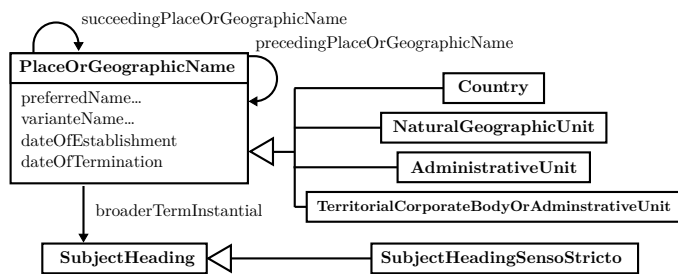 succeedingPlaceOrGeographicName
precedingPlaceOrGeographicName
PlaceOrGeographicName
preferredName...
varianteName...
dateOfEstablishment
dateOfTermination
Country
NaturalGeographicUnit
AdministrativeUnit
TerritorialCorporateBodyOrAdminstrativeUnit
broaderTermInstantial
SubjectHeading
SubjectHeadingSensoStricto